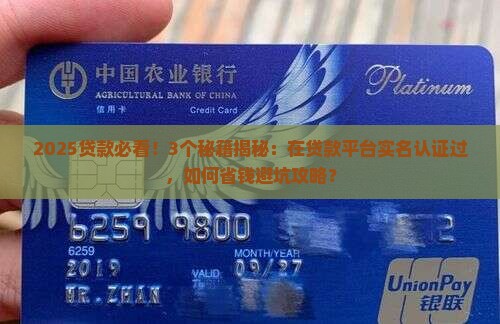 中国农业银行 Platinum
AGRICULTURAL BANK OF CHINA
信用卡 Credit Card
2025贷款必看！3个秘籍揭秘：在贷款平台实名认证过
，如何省钱避坑攻略？
6259 9800 2
6259 MONTH/YEAR
2019 VALID 09/27
MR.ZHAN
UnionPay
银联